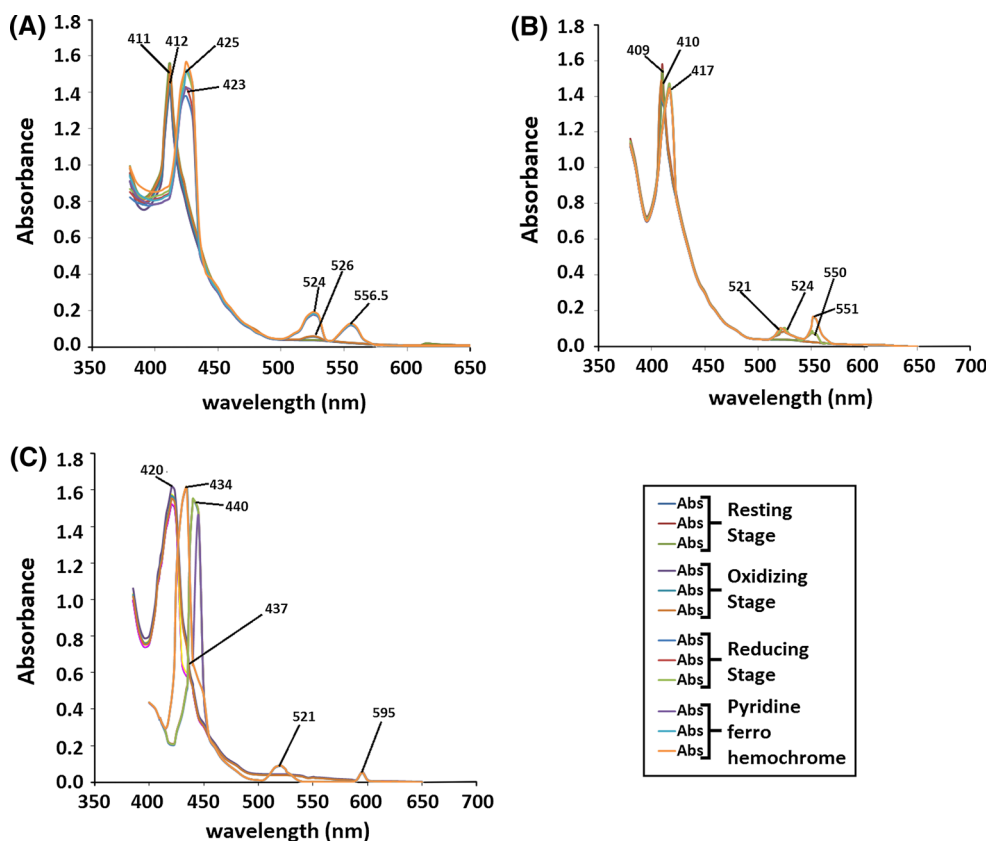 (A)
1.8
1.6
1.4
1.2
1.0
0.8
0.6
0.4
0.2
0.0
Absorbance
411
412
425
423
524
526
556.5
350
400
450
500
550
600
650
wavelength (nm)
(B)
1.8
1.6
1.4
1.2
1.0
0.8
0.6
0.4
0.2
0.0
Absorbance
409
410
417
521
524
550
551
350
400
450
500
550
600
650
700
wavelength (nm)
(C)
1.8
1.6
1.4
1.2
1.0
0.8
0.6
0.4
0.2
0.0
Absorbance
420
434
440
437
521
595
350
400
450
500
550
600
650
700
wavelength (nm)
Abs
Abs
Abs
Resting
Stage
Abs
Abs
Abs
Oxidizing
Stage
Abs
Abs
Abs
Reducing
Stage
Abs
Abs
Abs
Pyridine
ferro
hemochrome